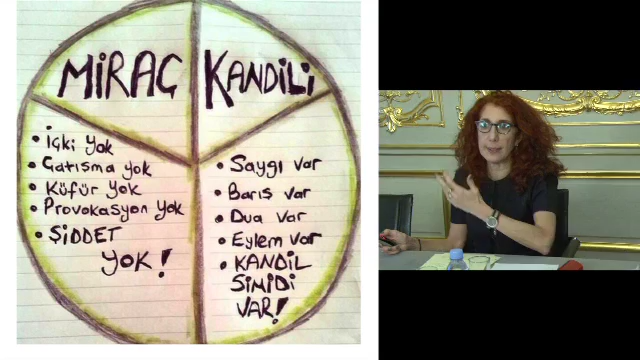 MİRAÇ KANDİLİ
• İçki yok
• Çatışma yok
• Küfür yok
• Provokasyon yok
• ŞİDDET
YOK!
• Saygı var
• Barış var
• Dua var
• Eylem var
• KANDİL
SİMİDİ
VAR!